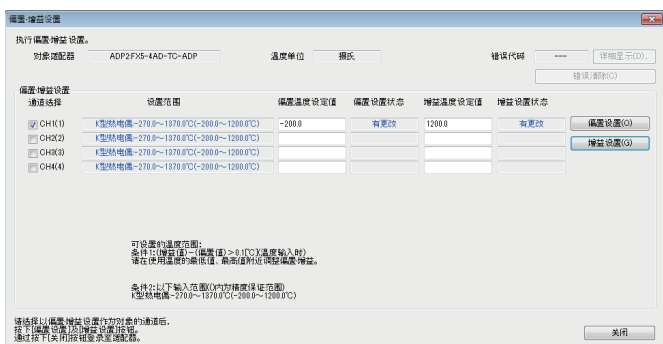 偏置·增益设置
执行偏置·增益设置。
对象适配器 ADP2:FX5-4AD-TC-ADP 温度单位 摄氏 错误代码 --- 详细显示(D)...
错误清除(C)
偏置·增益设置
通道选择 设置范围 偏置温度设定值 偏置设置状态 增益温度设定值 增益设置状态
CH1(1) K型热电偶-270.0～1370.0℃(-200.0～1200.0℃) -200.0 有更改 1200.0 有更改 偏置设置(O)
CH2(2) K型热电偶-270.0～1370.0℃(-200.0～1200.0℃) 增益设置(G)
CH3(3) K型热电偶-270.0～1370.0℃(-200.0～1200.0℃)
CH4(4) K型热电偶-270.0～1370.0℃(-200.0～1200.0℃)
可设置的温度范围:
条件1:(增益值)-(偏置值)>0.1[℃](温度输入时)
请在使用温度的最低值、最高值附近调整偏置·增益。
条件2:以下输入范围(()内为精度保证范围)
K型热电偶-270.0～1370.0℃(-200.0～1200.0℃)
请选择以偏置·增益设置作为对象的通道后,
按下[偏置设置]及[增益设置]按钮。
通过按下[关闭]按钮登录至适配器。
关闭